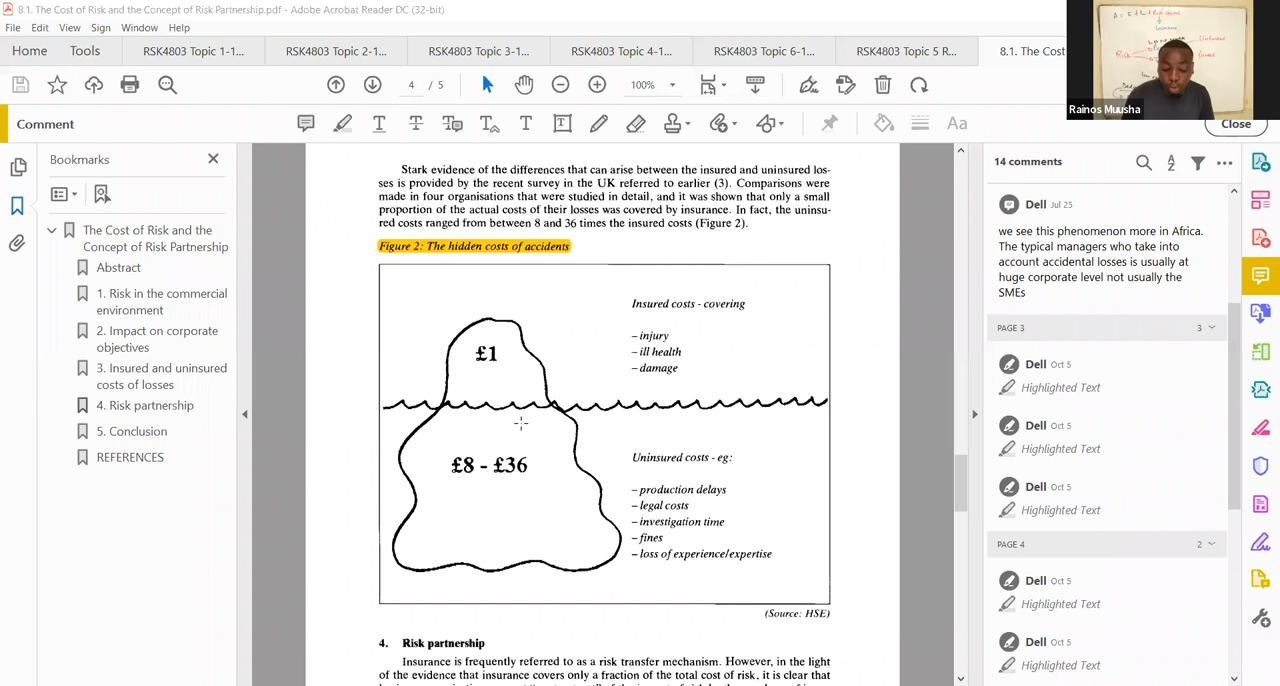 8.1. The Cost of Risk and the Concept of Risk Partnership.pdf - Adobe Acrobat Reader DC (32-bit)
File Edit View Sign Window Help
Home Tools RSK4803 Topic 1-1... RSK4803 Topic 2-1... RSK4803 Topic 3-1... RSK4803 Topic 4-1... RSK4803 Topic 6-1... RSK4803 Topic 5 R... 8.1. The Cost
4 / 5 100%
Rainos Muusha
Comment
Close
Bookmarks
The Cost of Risk and the
Concept of Risk Partnership
Abstract
1. Risk in the commercial
environment
2. Impact on corporate
objectives
3. Insured and uninsured
costs of losses
4. Risk partnership
5. Conclusion
REFERENCES
Stark evidence of the differences that can arise between the insured and uninsured los-
ses is provided by the recent survey in the UK referred to earlier (3). Comparisons were
made in four organisations that were studied in detail, and it was shown that only a small
proportion of the actual costs of their losses was covered by insurance. In fact, the uninsu-
red costs ranged from between 8 and 36 times the insured costs (Figure 2).
Figure 2: The hidden costs of accidents
£1
Insured costs - covering
– injury
– ill health
– damage
£8 - £36
Uninsured costs - eg:
– production delays
– legal costs
– investigation time
– fines
– loss of experience/expertise
(Source: HSE)
4. Risk partnership
Insurance is frequently referred to as a risk transfer mechanism. However, in the light
of the evidence that insurance covers only a fraction of the total cost of risk, it is clear that
14 comments
Dell Jul 25
we see this phenomenon more in Africa.
The typical managers who take into
account accidental losses is usually at
huge corporate level not usually the
SMEs
PAGE 3 3
Dell Oct 5
Highlighted Text
Dell Oct 5
Highlighted Text
Dell Oct 5
Highlighted Text
PAGE 4 2
Dell Oct 5
Highlighted Text
Dell Oct 5
Highlighted Text